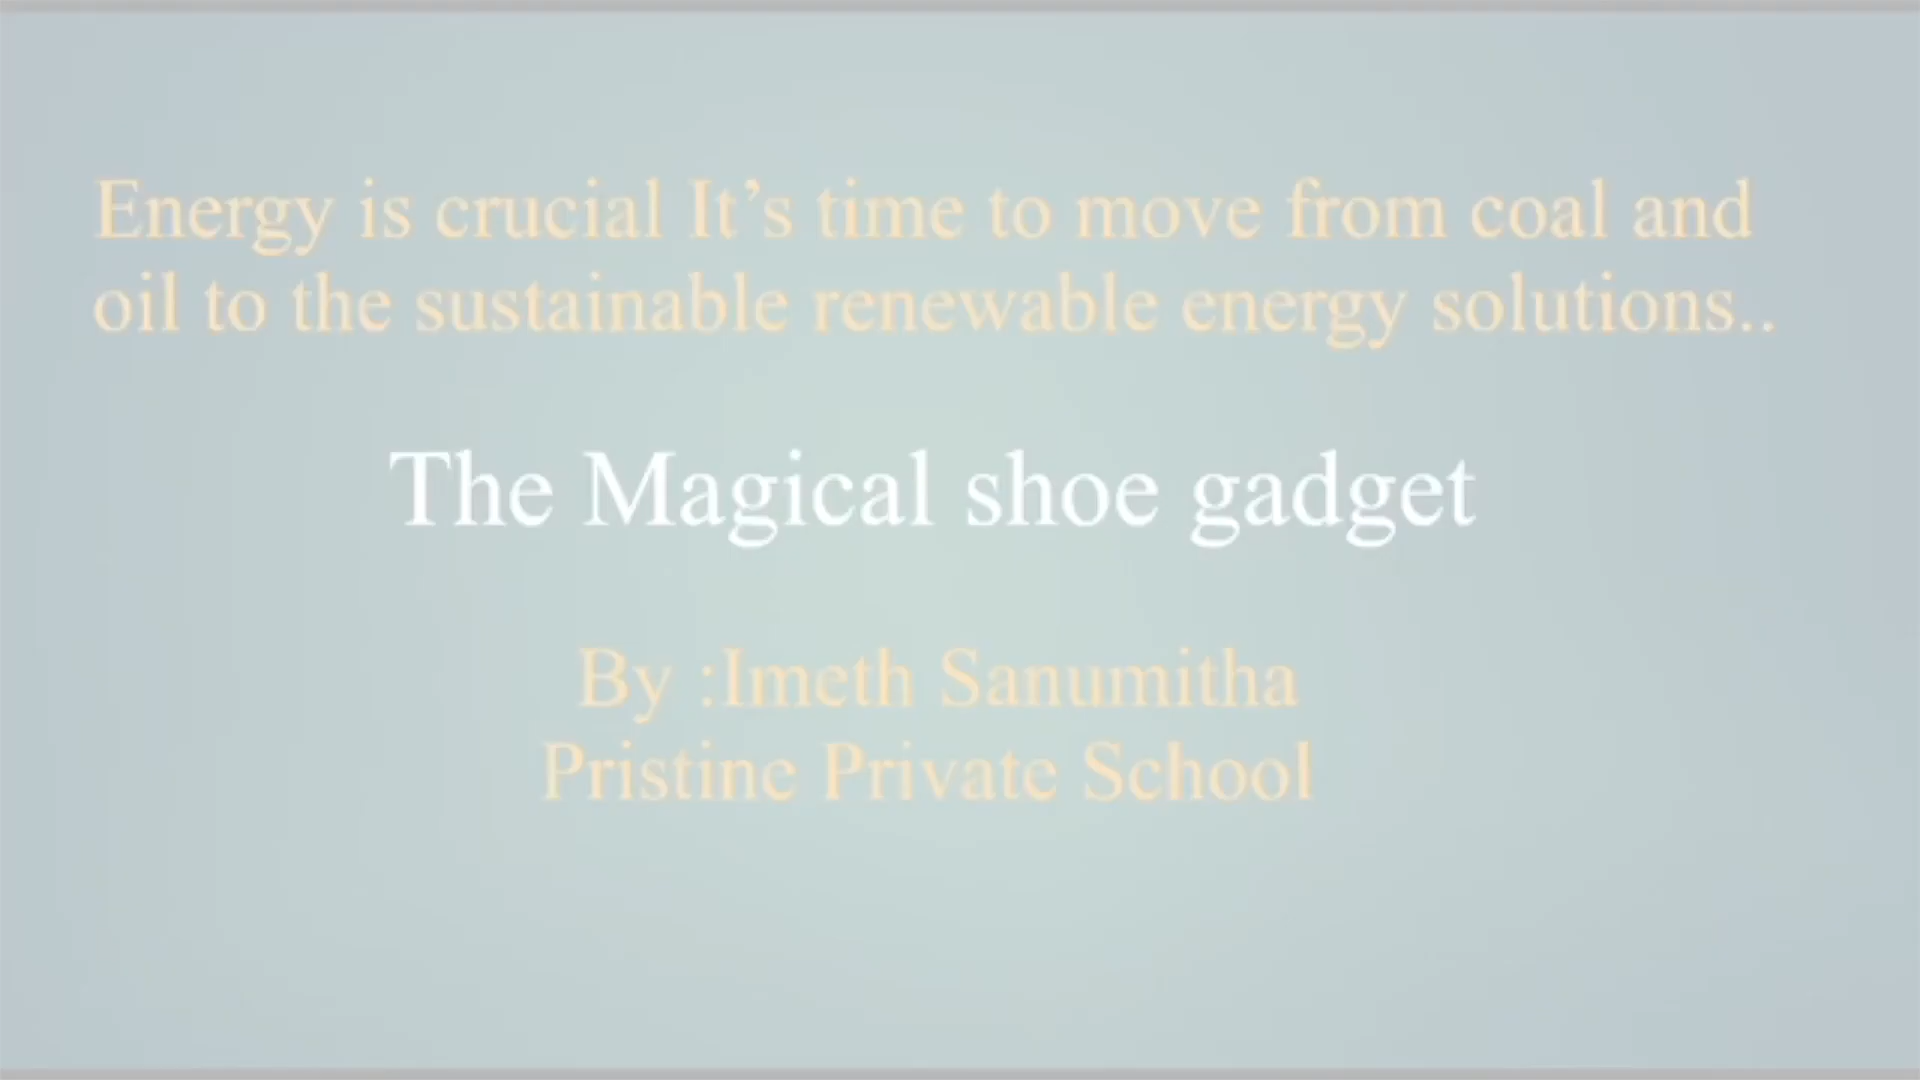 Energy is crucial It’s time to move from coal and
oil to the sustainable renewable energy solutions..
The Magical shoe gadget
By :Imeth Sanumitha
Pristine Private School